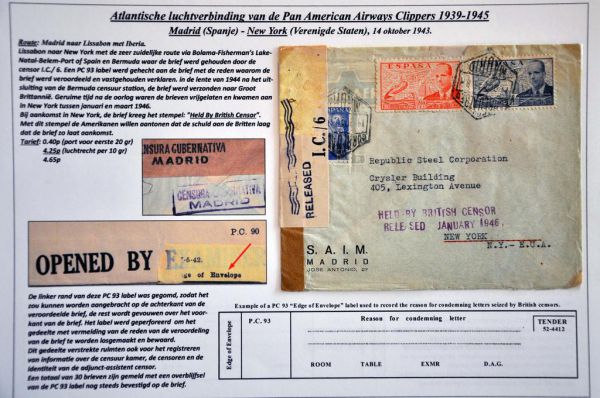 Atlantische luchtverbinding van de Pan American Airways Clippers 1939-1945
Madrid (Spanje) - New York (Verenigde Staten), 14 oktober 1943.
Route: Madrid naar Lissabon met Iberia.
Lissabon naar New York met de zeer zuidelijke route via Bolama-Fisherman's Lake-
Natal-Belem-Port of Spain en Bermuda waar de brief werd gehouden door the
censor I.C./ 6. Een PC 93 label werd gehecht aan de brief met de reden waarom de
brief werd veroordeeld en vastgehouden verklaren. In de lente van 1944 na het uit-
sluiting van de Bermuda censuur station, de brief werd verzonden naar Groot
Brittannië. Geruime tijd na de oorlog waren de brieven vrijgelaten en kwamen aan
in New York tussen Januari en maart 1946.
Bij aankomst in New York, de brief kreeg het stempel: "Held By British Censor".
Met dit stempel de Amerikanen willen aantonen dat de schuld aan de Britten laag
dat de brief zo laat aankomst.
Tarief: 0.40p (port voor eerste 20 gr)
4.25p (luchtrecht per 10 gr)
4.65p
NSURA GUBERNATIVA
MADRID
CENSURA GUBERNATIVA
MADRID
P.C. 90
OPENED BY E
-6-42.
dge of Envelope
De linker rand van deze PC 93 label was gegomd, zodat het
zou kunnen worden aangebracht op de achterkant van de
veroordeelde brief, de rest wordt gevouwen over het voor-
kant van de brief. Het label werd geperforeerd om het
gedeelte met vermelding van de reden van de veroordeling
van de brief te worden losgemaakt en bewaard.
Dit gedeelte verstrekte ruimten ook voor het registreren
van informatie over de censuur kamer, de censoren en de
identiteit van de adjunct-assistent censor.
Een totaal van 30 brieven zijn gemeld met een overblijfsel
van de PC 93 label nog steeds bevestigd op de brief.
RELEASED I.C./6
ESPAÑA
ESPAÑA
MADRID
Republic Steel Corporation
Crysler Building
405, Lexington Avenue
HELD BY BRITISH CENSOR
RELEASED JANUARY 1946.
NEW YORK
N.Y.- E.U.A.
S. A. I. M.
MADRID
JOSE ANTONIO, 27
Example of a PC 93 "Edge of Envelope" label used to record the reason for condemning letters seized by British censors.
Edge of Envelope
P.C. 93
Reason for condemning letter
TENDER
52-4412
ROOM TABLE EXMR D.A.G.